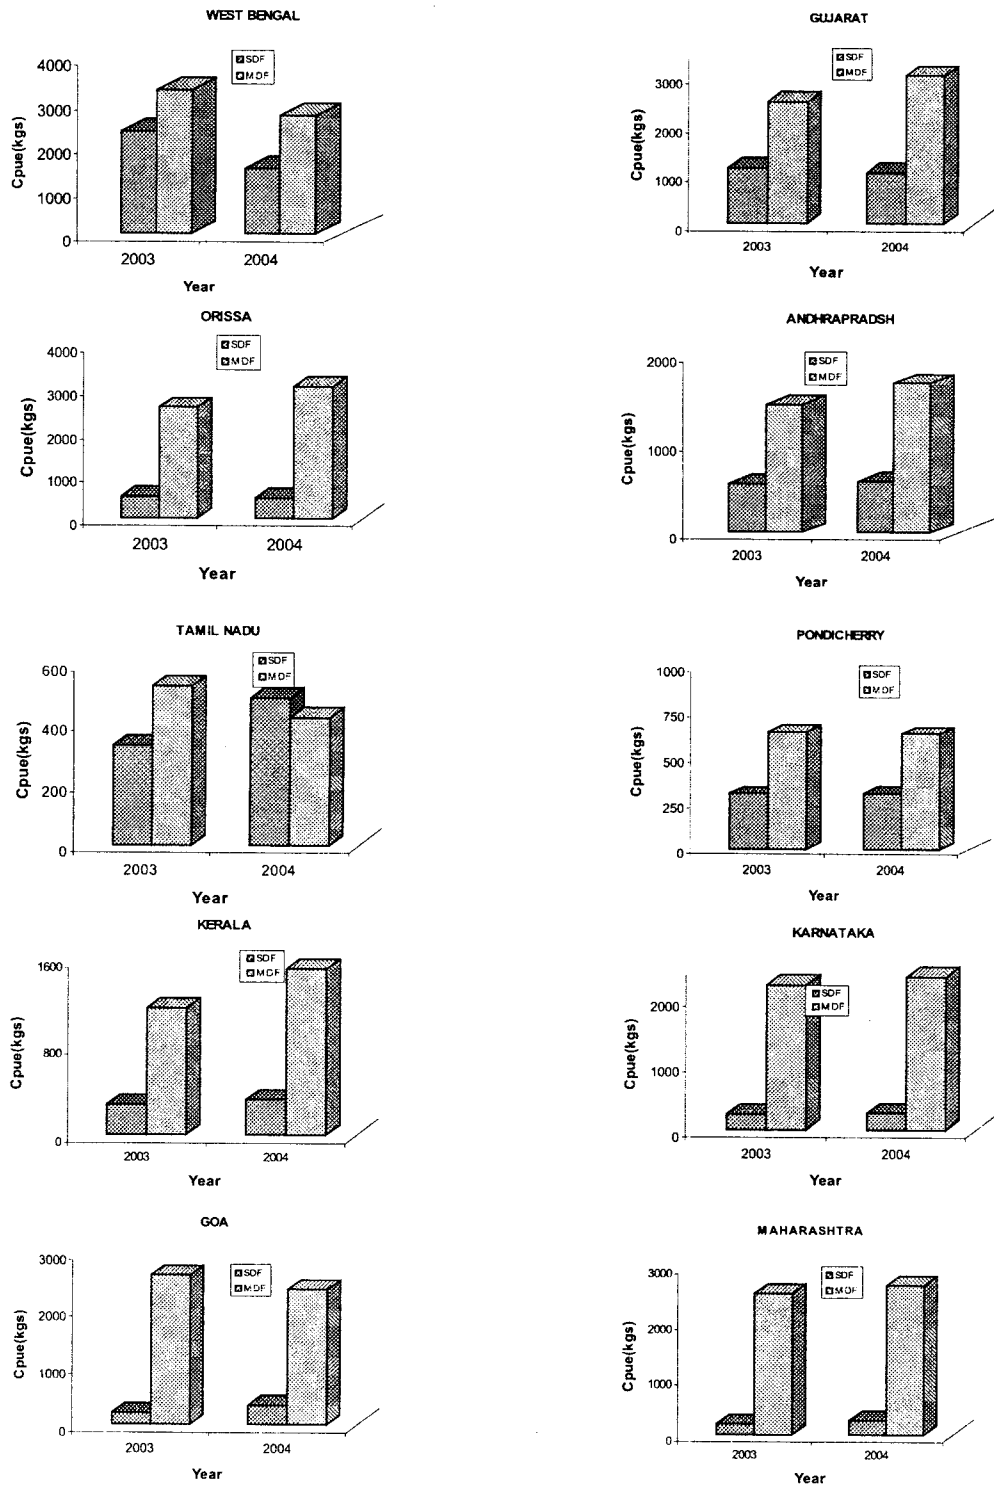 WEST BENGAL
SDF
MDF
4000
3000
2000
1000
0
Cpue(kgs)
2003
2004
Year
GUJARAT
SDF
MDF
3000
2000
1000
0
Cpue(kgs)
2003
2004
Year
ORISSA
SDF
MDF
4000
3000
2000
1000
0
Cpue(kgs)
2003
2004
Year
ANDHRAPRADSH
SDF
MDF
2000
1000
0
Cpue(kgs)
2003
2004
Year
TAMIL NADU
SDF
MDF
600
400
200
0
Cpue(kgs)
2003
2004
Year
PONDICHERRY
SDF
MDF
1000
750
500
250
0
Cpue(kgs)
2003
2004
Year
KERALA
SDF
MDF
1600
800
0
Cpue(kgs)
2003
2004
Year
KARNATAKA
SDF
MDF
2000
1000
0
Cpue(kgs)
2003
2004
Year
GOA
SDF
MDF
3000
2000
1000
0
Cpue(kgs)
2003
2004
Year
MAHARASHTRA
SDF
MDF
3000
2000
1000
0
Cpue(kgs)
2003
2004
Year